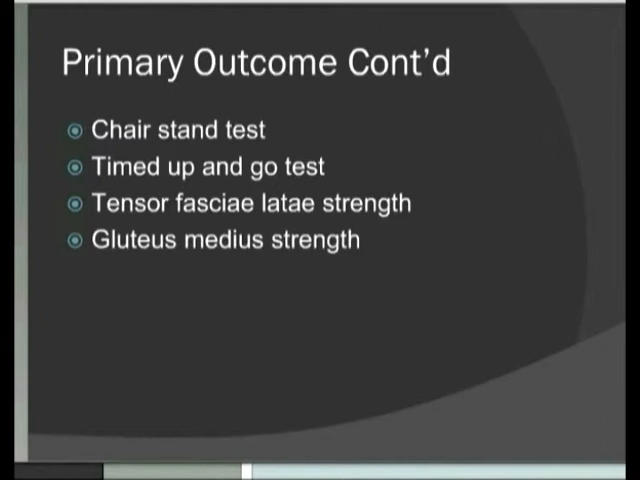 Primary Outcome Cont'd
Chair stand test
Timed up and go test
Tensor fasciae latae strength
Gluteus medius strength